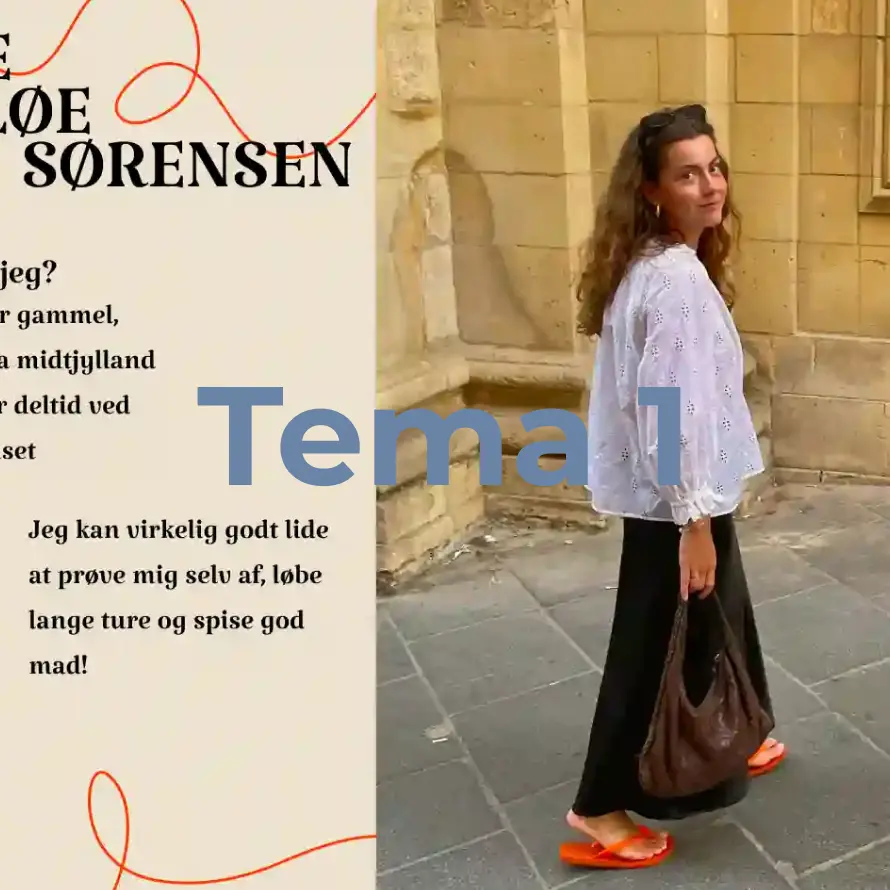 E
LØE
SØRENSEN
jeg?
r gammel,
a midtjylland
r deltid ved
set
Tema 1
Jeg kan virkelig godt lide
at prøve mig selv af, løbe
lange ture og spise god
mad!